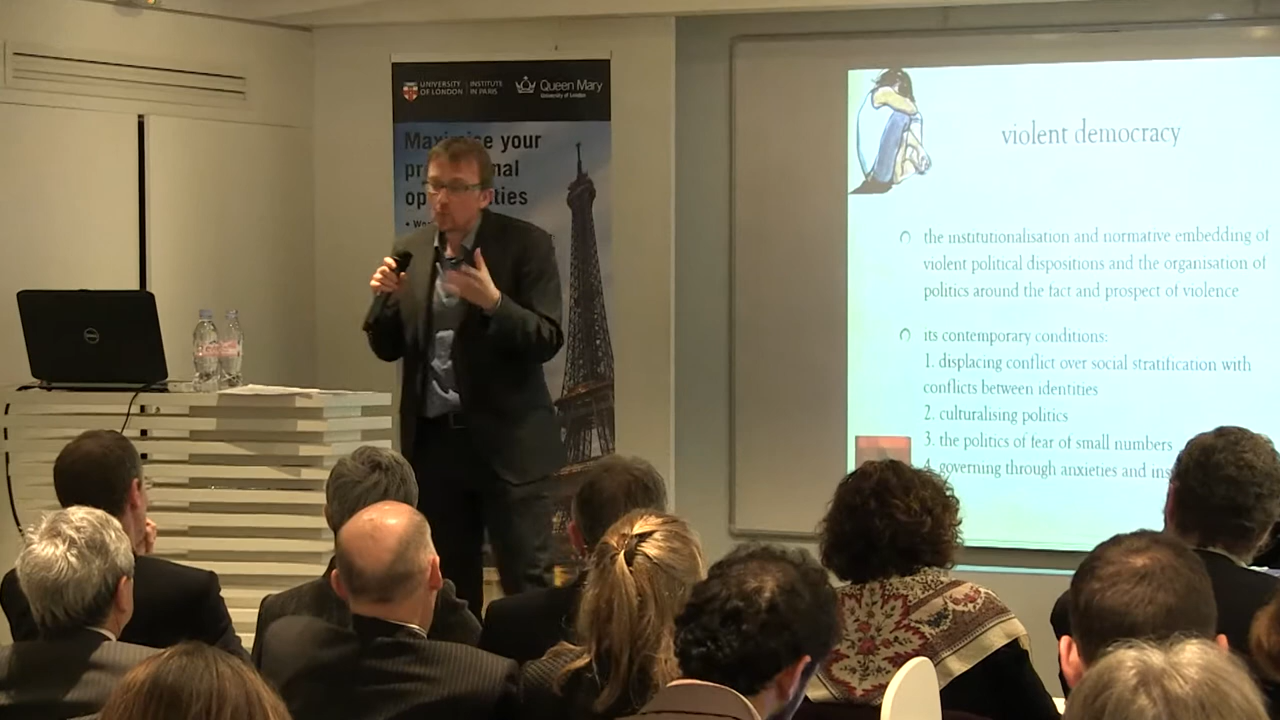 UNIVERSITY OF LONDON
INSTITUTE IN PARIS
Queen Mary
University of London
Maximise your
opportunities
violent democracy
the institutionalisation and normative embedding of
violent political dispositions and the organisation of
politics around the fact and prospect of violence
its contemporary conditions:
1. displacing conflict over social stratification with
conflicts between identities
2. culturalising politics
3. the politics of fear of small numbers
4. governing through anxieties and
DELL